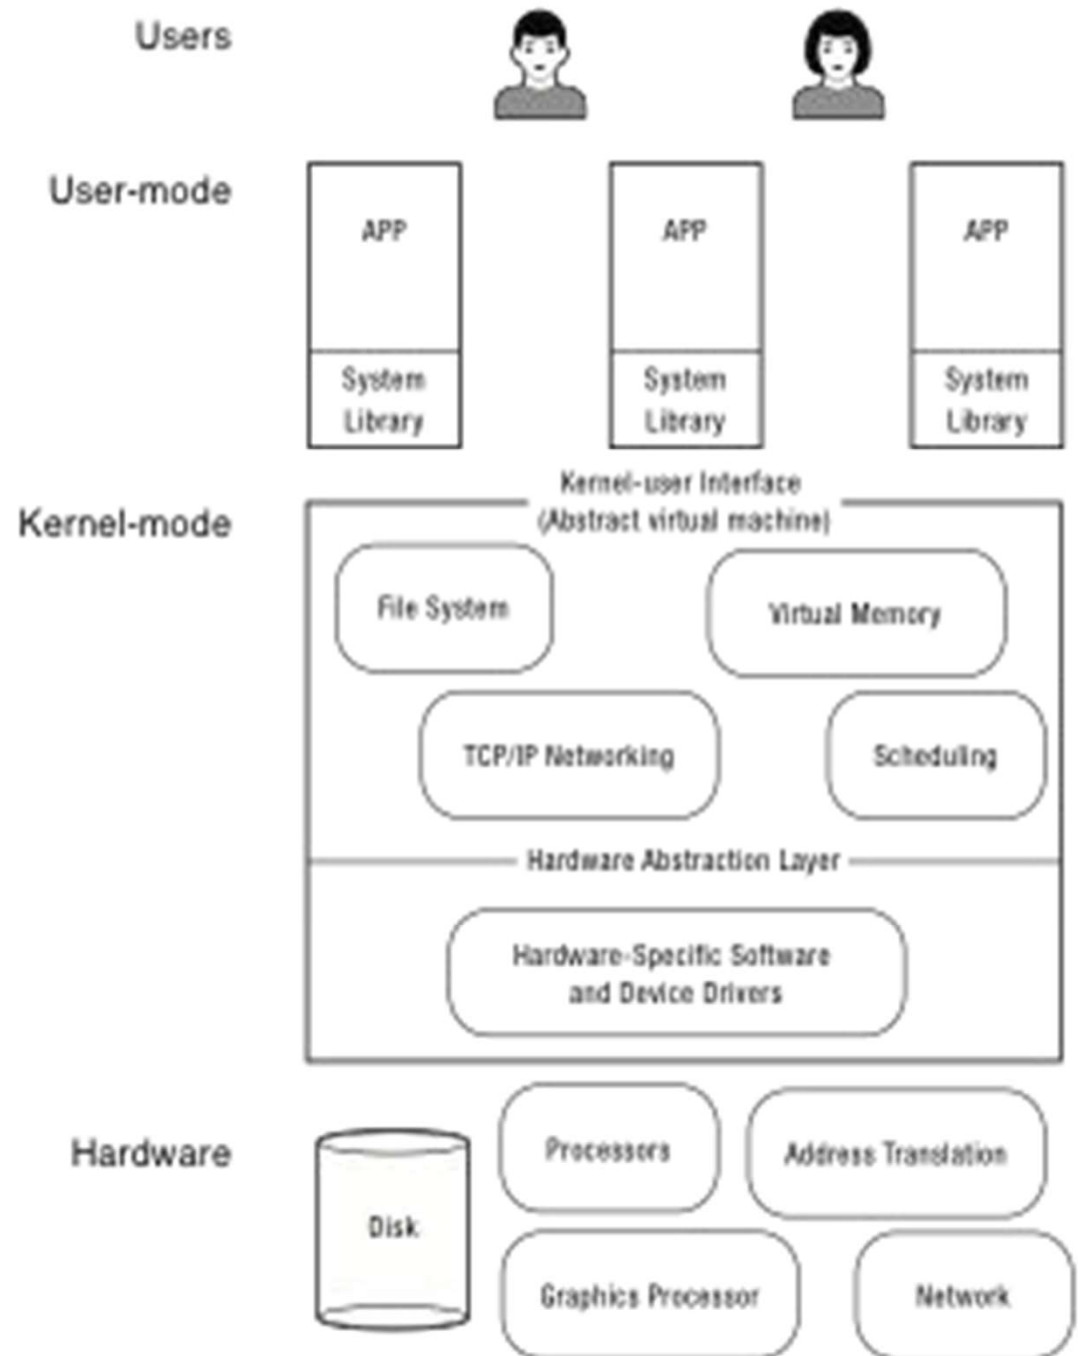 Users
User-mode
APP
APP
APP
System
Library
System
Library
System
Library
Kernel-mode
Kernel-user Interface
(Abstract virtual machine)
File System
Virtual Memory
TCP/IP Networking
Scheduling
Hardware Abstraction Layer
Hardware-Specific Software
and Device Drivers
Hardware
Disk
Processors
Address Translation
Graphics Processor
Network